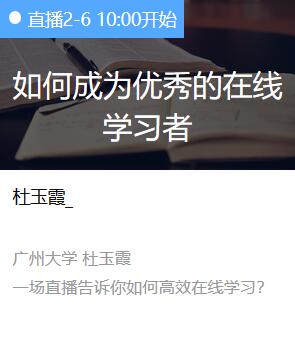 直播2-6 10:00开始
如何成为优秀的在线
学习者
杜玉霞_
广州大学 杜玉霞
一场直播告诉你如何高效在线学习?